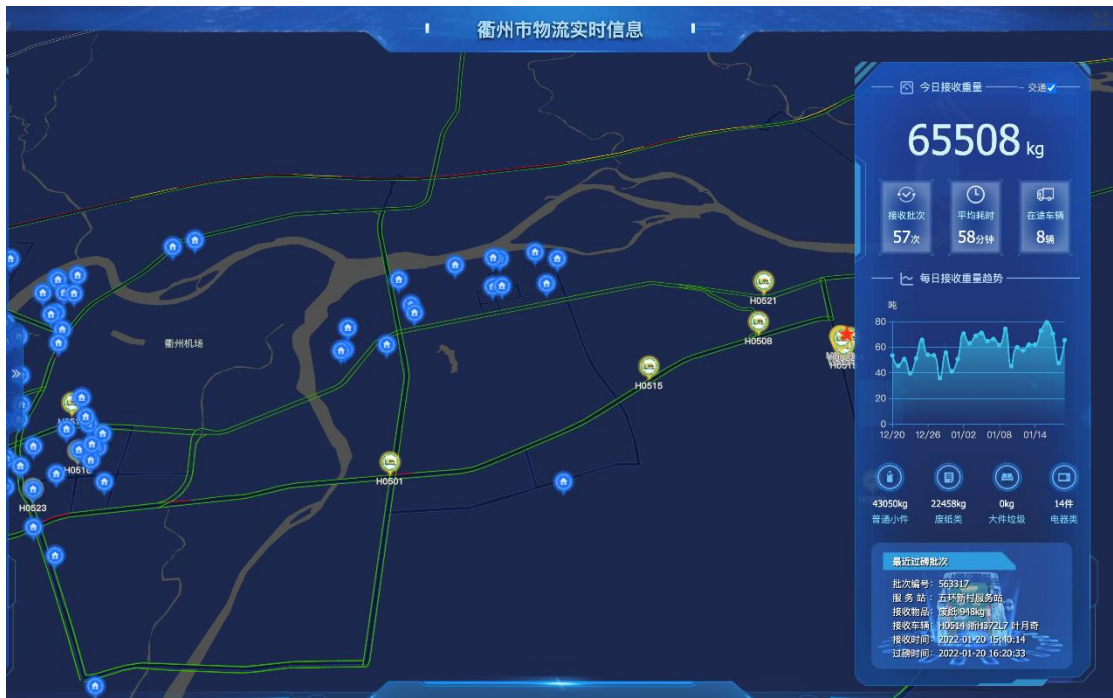 衢州市物流实时信息
今日接收重量
交通
65508 kg
接收批次
57次
平均耗时
58分钟
在途车辆
8辆
每日接收重量趋势
吨
80
60
40
20
0
12/20 12/26 01/02 01/08 01/14
43050kg
普通小件
22458kg
废纸类
0kg
大件垃圾
14件
电器类
最近过磅批次
批次编号：563317
服 务 站：五环新村服务站
接收物品：废纸 948kg
接收车辆：H0514 浙H372L7 叶月奇
接收时间：2022-01-20 15:40:14
过磅时间：2022-01-20 16:20:33
衢州机场
H0521
H0508
H0511
H0515
H0518
H0501
H0523